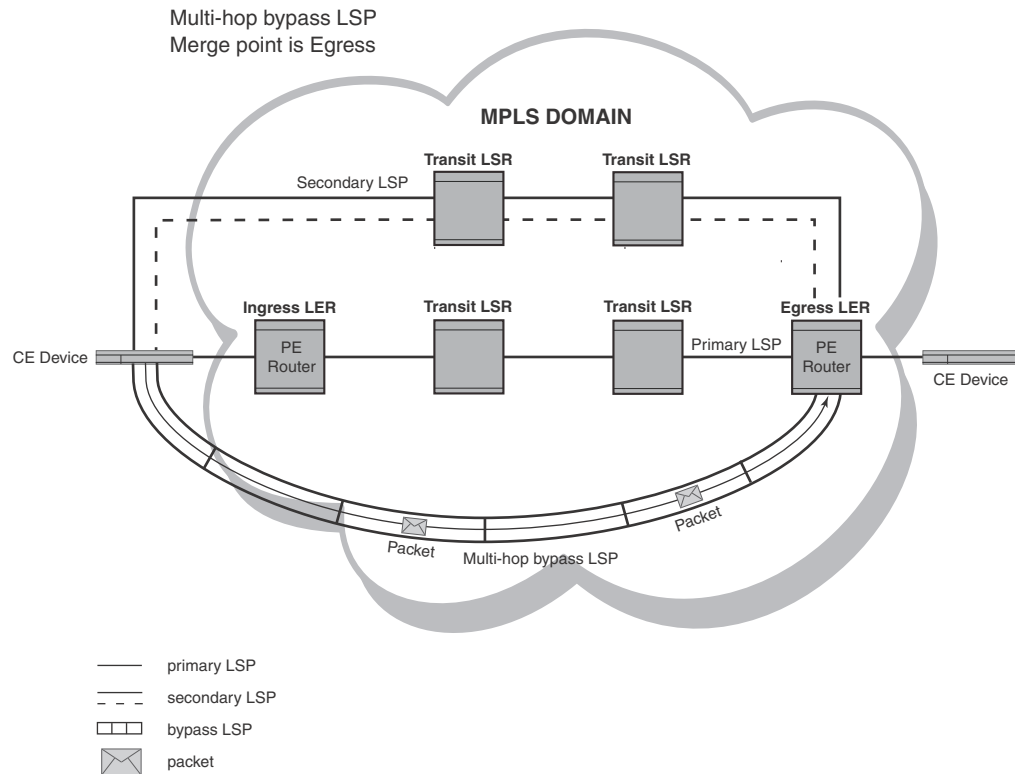 Multi-hop bypass LSP
Merge point is Egress
MPLS DOMAIN
Transit LSR
Transit LSR
Secondary LSP
Ingress LER
Transit LSR
Transit LSR
Egress LER
CE Device
PE
Router
Primary LSP
PE
Router
CE Device
Packet
Packet
Multi-hop bypass LSP
primary LSP
secondary LSP
bypass LSP
packet